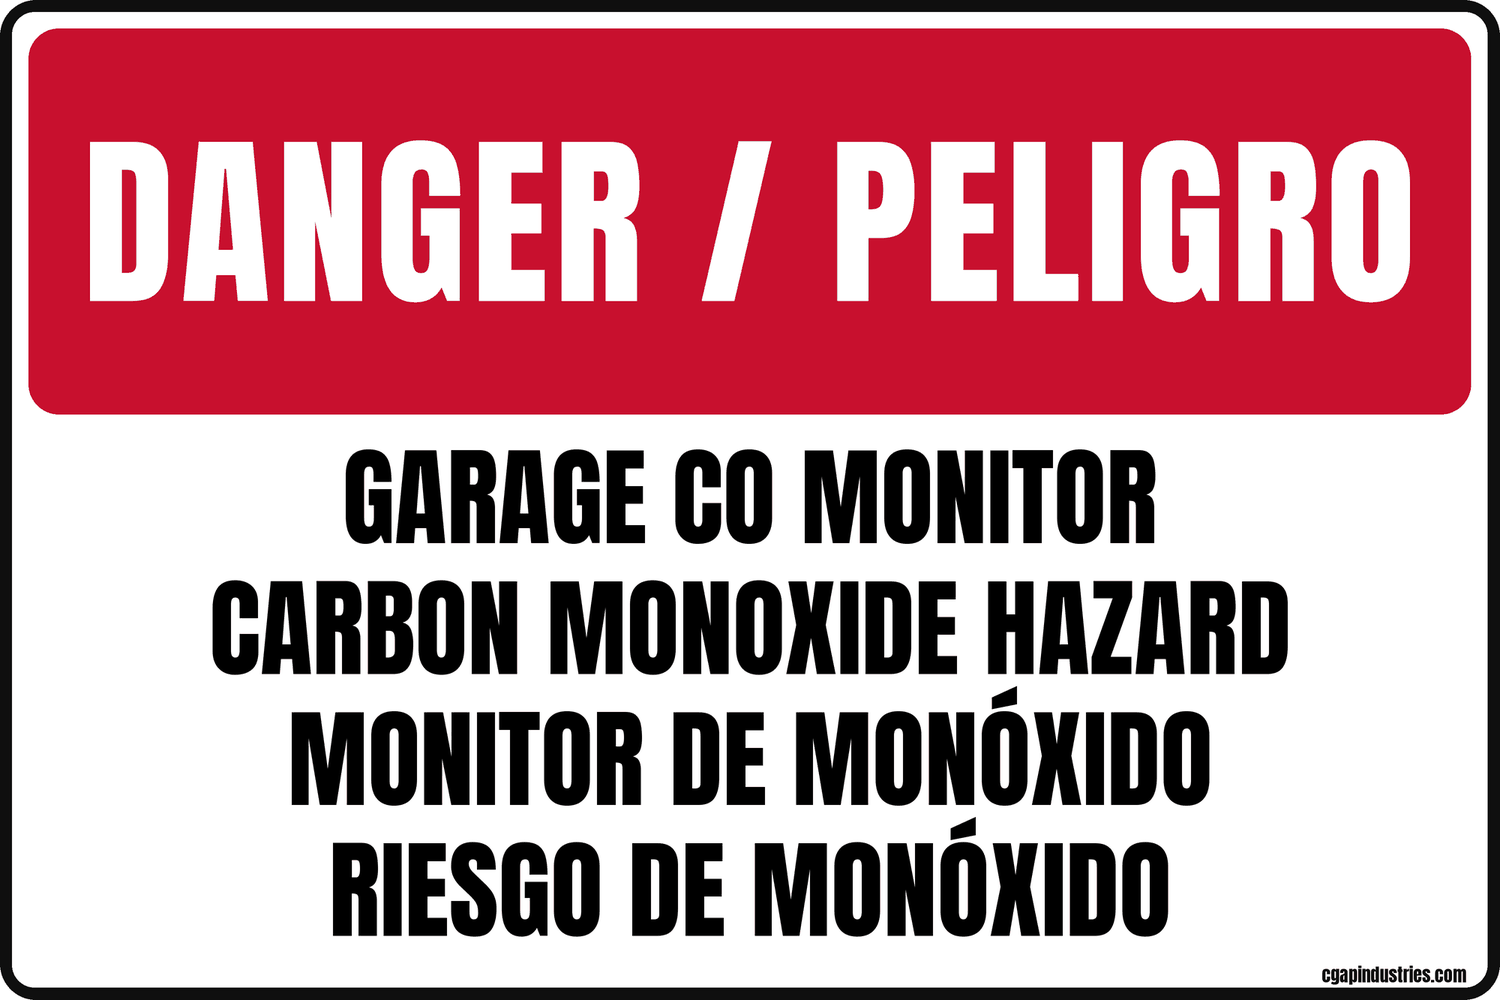 DANGER / PELIGRO
GARAGE CO MONITOR
CARBON MONOXIDE HAZARD
MONITOR DE MONÓXIDO
RIESGO DE MONÓXIDO
cgapindustries.com